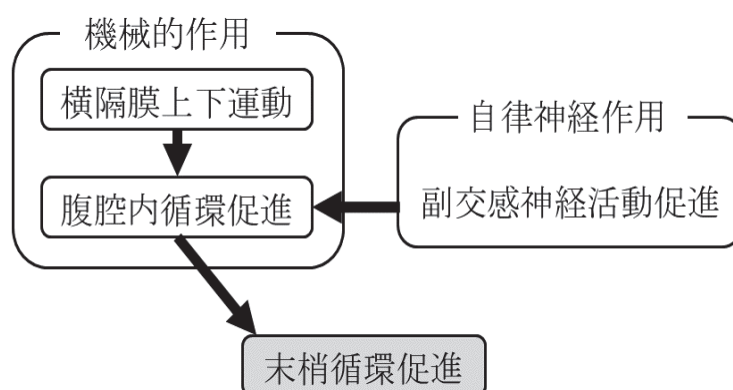 機械的作用
横隔膜上下運動
自律神経作用
腹腔内循環促進
副交感神経活動促進
末梢循環促進